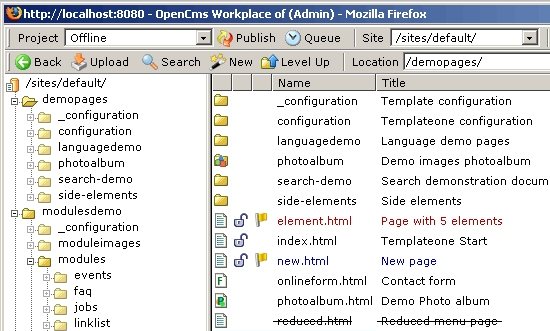 http://localhost:8080 - OpenCms Workplace of (Admin) - Mozilla Firefox
Project Offline Publish Queue Site /sites/default/
Back Upload Search New Level Up Location /demopages/
/sites/default/
demopages
_configuration
configuration
languagedemo
photoalbum
search-demo
side-elements
modulesdemo
_configuration
moduleimages
modules
events
faq
jobs
linklist
Name Title
_configuration Template configuration
configuration Templateone configuration
languagedemo Language demo pages
photoalbum Demo images photoalbum
search-demo Search demonstration docum
side-elements Side elements
element.html Page with 5 elements
index.html Templateone Start
new.html New page
onlineform.html Contact form
photoalbum.html Demo Photo album
reduced.html Reduced menu page